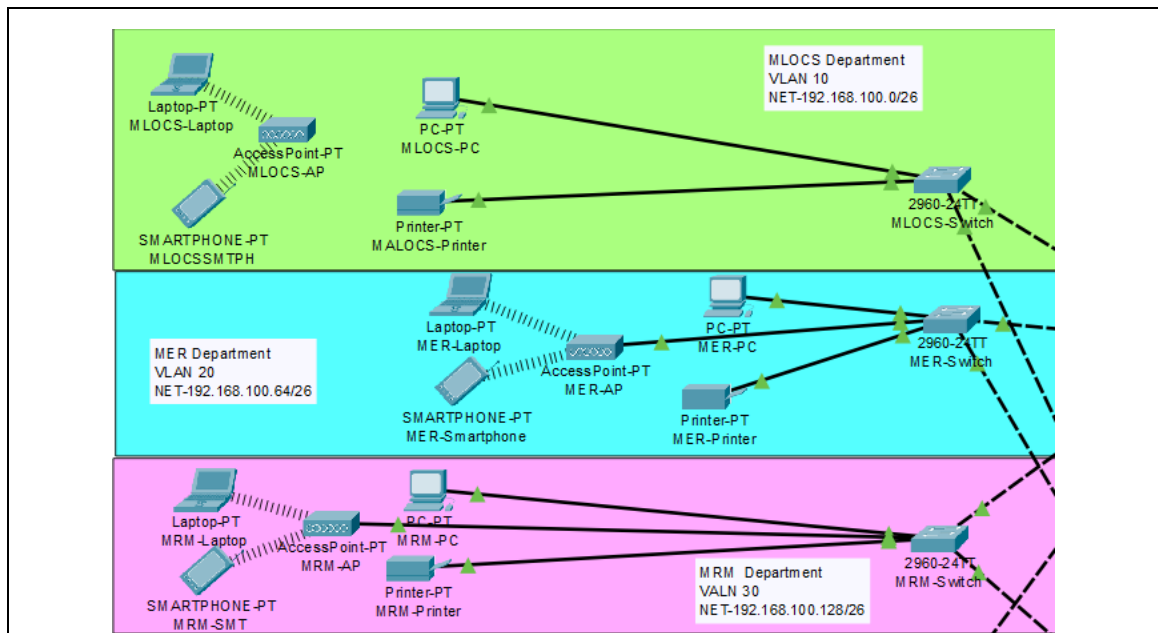 MLOCS Department
VLAN 10
NET-192.168.100.0/26
Laptop-PT
MLOCS-Laptop
AccessPoint-PT
MLOCS-AP
PC-PT
MLOCS-PC
2960-24TT
MLOCS-Switch
Printer-PT
MALOCS-Printer
SMARTPHONE-PT
MLOCSSMTPH
MER Department
VLAN 20
NET-192.168.100.64/26
Laptop-PT
MER-Laptop
PC-PT
MER-PC
2960-24TT
MER-Switch
AccessPoint-PT
MER-AP
SMARTPHONE-PT
MER-Smartphone
Printer-PT
MER-Printer
Laptop-PT
MRM-Laptop
PC-PT
MRM-PC
AccessPoint-PT
MRM-AP
2960-24TT
MRM-Switch
Printer-PT
MRM-Printer
SMARTPHONE-PT
MRM-SMT
MRM Department
VALN 30
NET-192.168.100.128/26